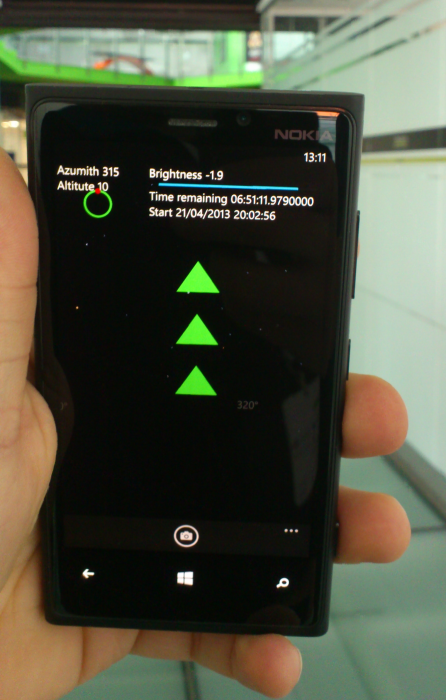 NOKIA
13:11
Azumith 315
Altitute 10
Brightness -1.9
Time remaining 06:51:11.9790000
Start 21/04/2013 20:02:56
320°